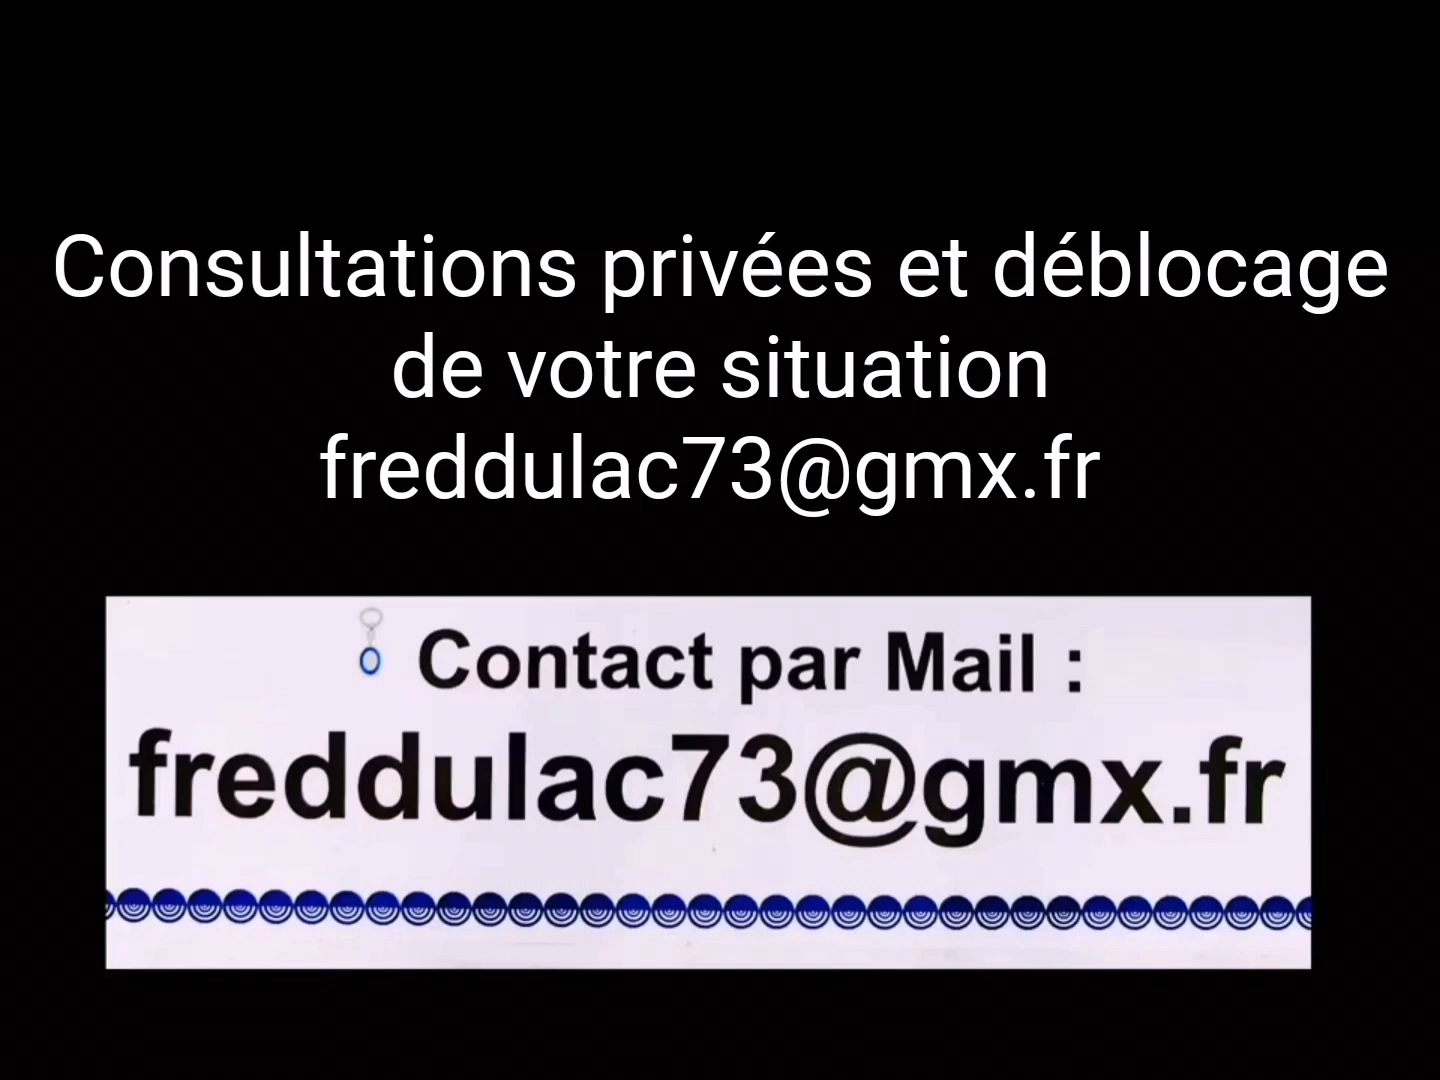 Consultations privées et déblocage
de votre situation
freddulac73@gmx.fr
Contact par Mail :
freddulac73@gmx.fr